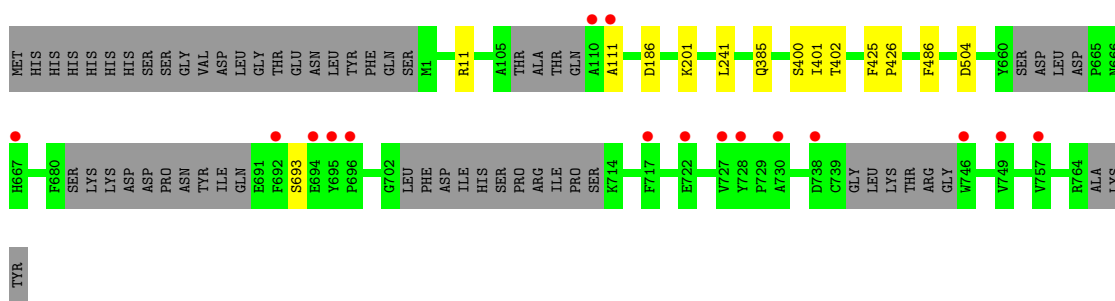 MET HIS HIS HIS HIS HIS HIS SER SER GLY VAL ASP LEU GLY THR GLU ASN LEU TYR PHE GLN SER M1 R11 A105 THR ALA THR GLN A110 A111 D186 K201 L241 Q385 S400 I401 T402 F425 P426 F486 D504 Y660 SER ASP LEU ASP P665 N666
H667 F680 SER LYS LYS ASP ASP PRO ASN TYR ILE GLN E691 F692 S693 E694 Y695 P696 G702 LEU PHE ASP ILE HIS SER PRO ARG ILE PRO SER K714 F717 E722 V727 Y728 P729 A730 D738 C739 GLY LEU LYS THR ARG GLY W746 V749 V757 R764 ALA LYS
TYR